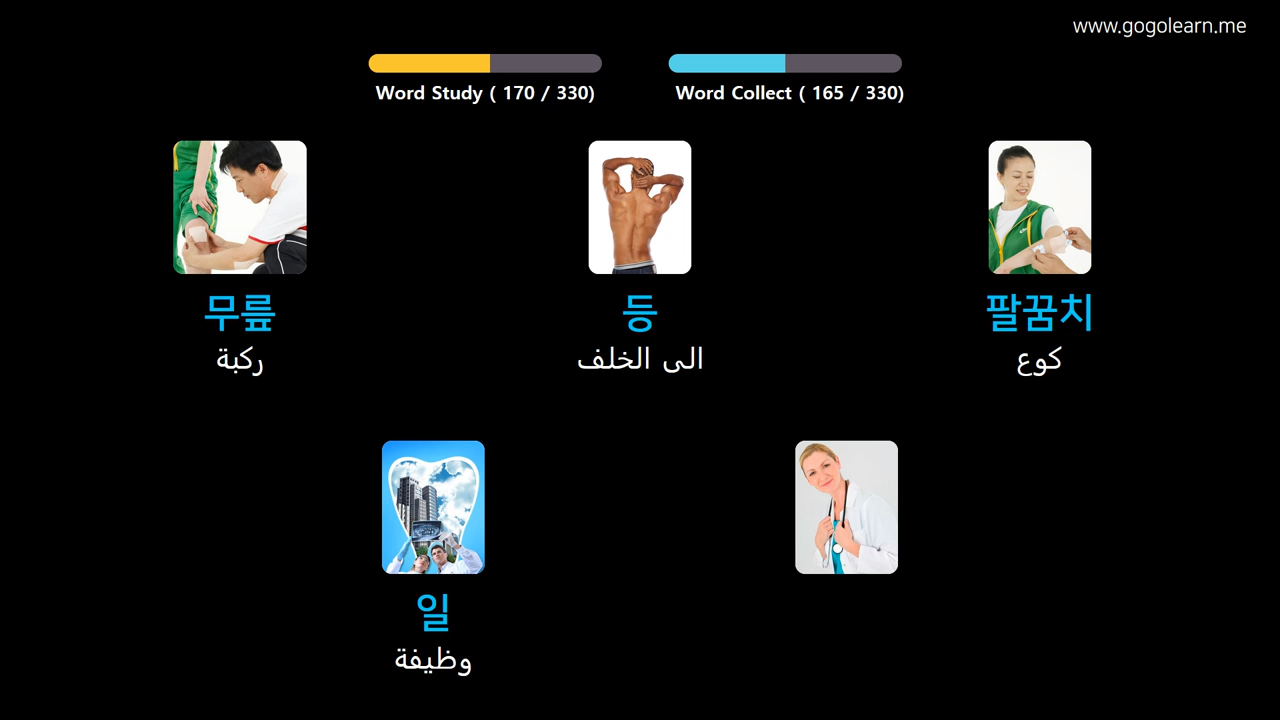 www.gogolearn.me
Word Study ( 170 / 330)
Word Collect ( 165 / 330)
무릎
ركبة
등
الى الخلف
팔꿈치
كوع
일
وظيفة